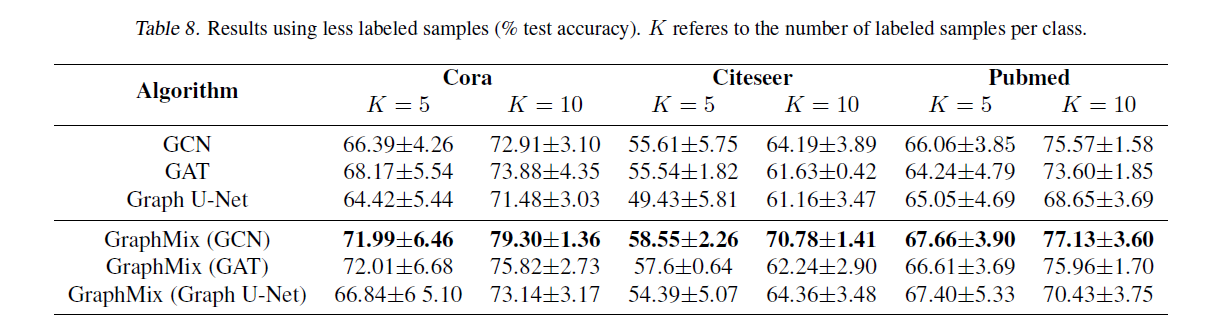 Table 8. Results using less labeled samples (% test accuracy). K referes to the number of labeled samples per class.
Algorithm Cora Citeseer Pubmed
K = 5 K = 10 K = 5 K = 10 K = 5 K = 10
GCN 66.39±4.26 72.91±3.10 55.61±5.75 64.19±3.89 66.06±3.85 75.57±1.58
GAT 68.17±5.54 73.88±4.35 55.54±1.82 61.63±0.42 64.24±4.79 73.60±1.85
Graph U-Net 64.42±5.44 71.48±3.03 49.43±5.81 61.16±3.47 65.05±4.69 68.65±3.69
GraphMix (GCN) 71.99±6.46 79.30±1.36 58.55±2.26 70.78±1.41 67.66±3.90 77.13±3.60
GraphMix (GAT) 72.01±6.68 75.82±2.73 57.6±0.64 62.24±2.90 66.61±3.69 75.96±1.70
GraphMix (Graph U-Net) 66.84±6 5.10 73.14±3.17 54.39±5.07 64.36±3.48 67.40±5.33 70.43±3.75